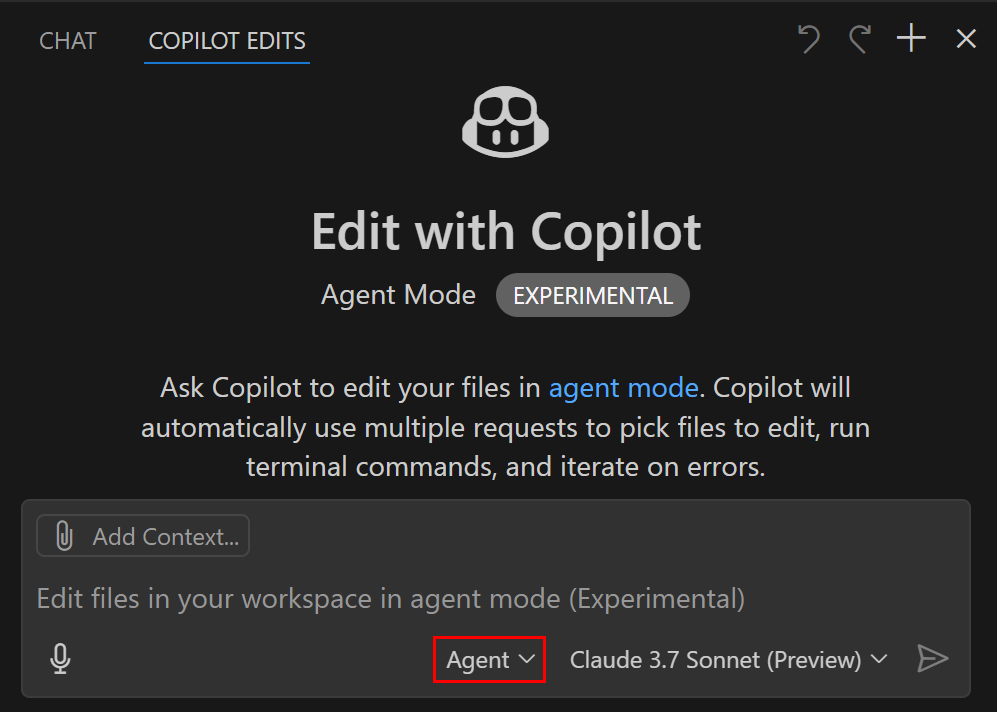 CHAT COPILOT EDITS
Edit with Copilot
Agent Mode EXPERIMENTAL
Ask Copilot to edit your files in agent mode. Copilot will
automatically use multiple requests to pick files to edit, run
terminal commands, and iterate on errors.
Add Context...
Edit files in your workspace in agent mode (Experimental)
Agent Claude 3.7 Sonnet (Preview)